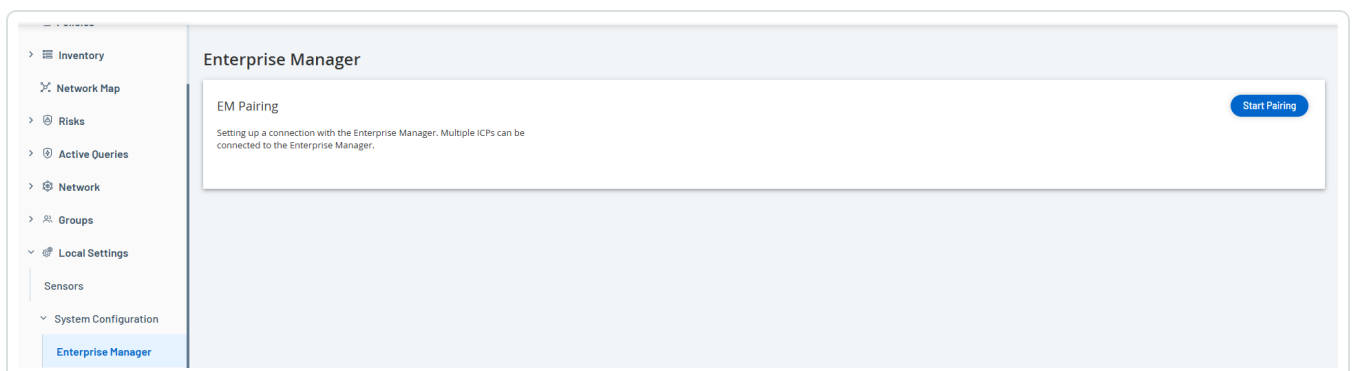 Inventory
Network Map
Risks
Active Queries
Network
Groups
Local Settings
Sensors
System Configuration
Enterprise Manager
Enterprise Manager
EM Pairing
Start Pairing
Setting up a connection with the Enterprise Manager. Multiple ICPs can be
connected to the Enterprise Manager.